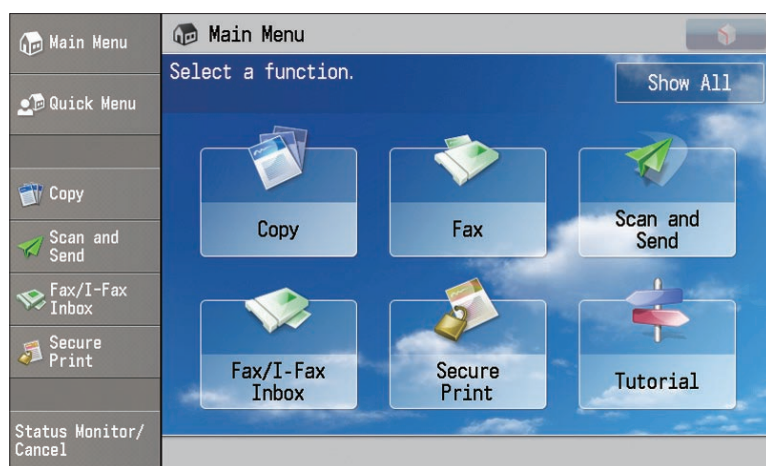 Main Menu
Quick Menu
Copy
Scan and
Send
Fax/I-Fax
Inbox
Secure
Print
Status Monitor/
Cancel
Main Menu
Select a function.
Show All
Copy
Fax
Scan and
Send
Fax/I-Fax
Inbox
Secure
Print
Tutorial